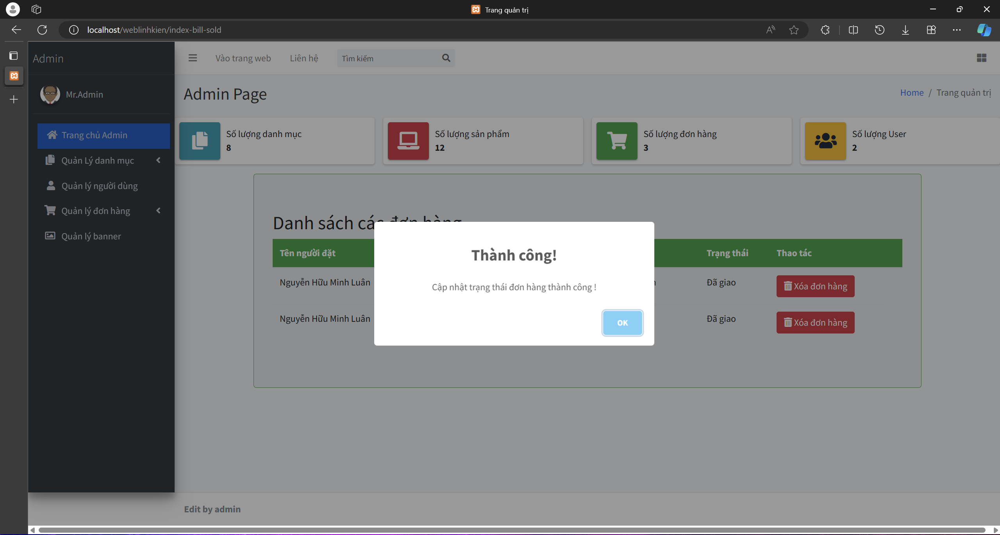 Trang quản trị
localhost/weblinhkien/index-bill-sold
Admin
Vào trang web
Liên hệ
Tìm kiếm
Mr.Admin
Admin Page
Home / Trang quản trị
Trang chủ Admin
Quản Lý danh mục
Quản lý người dùng
Quản lý đơn hàng
Quản lý banner
Số lượng danh mục
8
Số lượng sản phẩm
12
Số lượng đơn hàng
3
Số lượng User
2
Danh sách các đơn hàng
Tên người đặt
Trạng thái
Thao tác
Nguyễn Hữu Minh Luân
Đã giao
Xóa đơn hàng
Nguyễn Hữu Minh Luân
Đã giao
Xóa đơn hàng
Thành công!
Cập nhật trạng thái đơn hàng thành công !
OK
Edit by admin